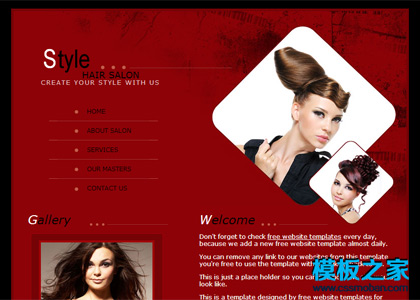 Style
HAIR SALON
CREATE YOUR STYLE WITH US
HOME
ABOUT SALON
SERVICES
OUR MASTERS
CONTACT US
Gallery
Welcome
Don't forget to check free website templates every day,
because we add a new free website template almost daily.
You can remove any link to our websites from this template
you're free to use the template with
This is just a place holder so you can
look like.
This is a template designed by free website templates for
模板之家
www.cssmoban.com